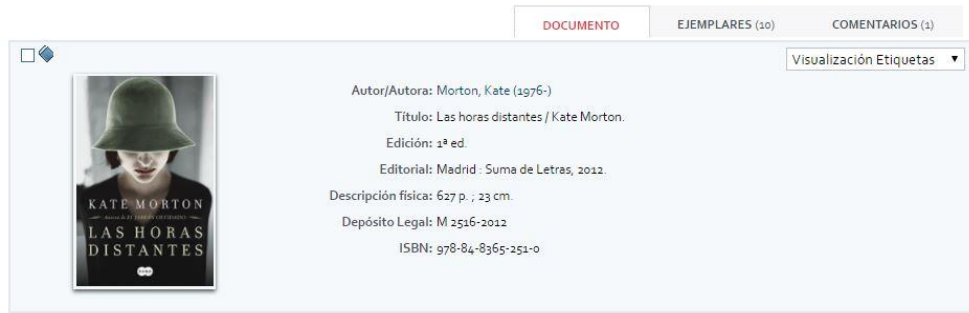 DOCUMENTO EJEMPLARES (10) COMENTARIOS (1)
Visualización Etiquetas
Autor/Autora: Morton, Kate (1976-)
Título: Las horas distantes / Kate Morton.
Edición: 1ª ed.
Editorial: Madrid : Suma de Letras, 2012.
Descripción física: 627 p. ; 23 cm.
Depósito Legal: M 2516-2012
ISBN: 978-84-8365-251-0
KATE MORTON
LAS HORAS
DISTANTES